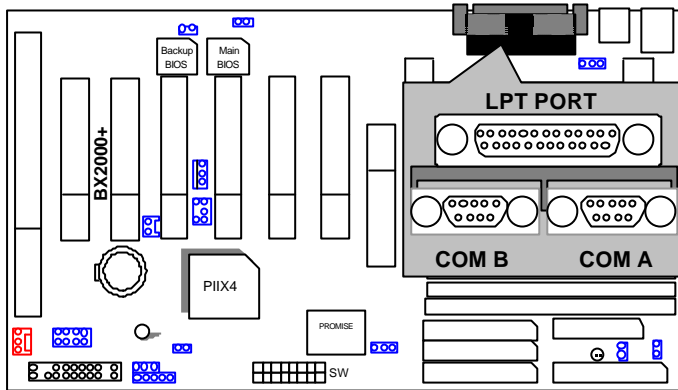 Backup
BIOS
Main
BIOS
LPT PORT
BX2000+
COM B
COM A
PIIX4
PROMISE
SW